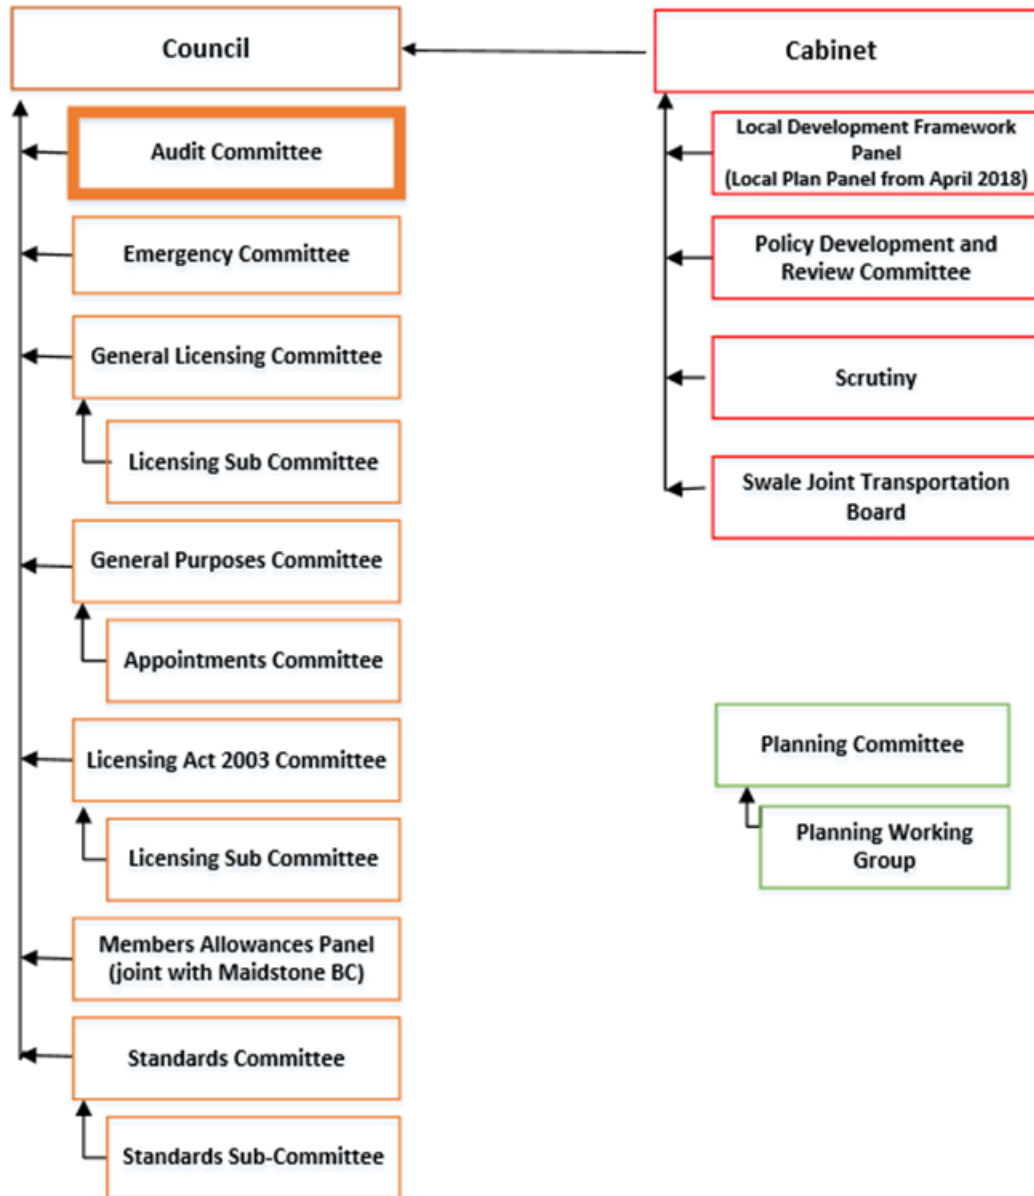 Council
Audit Committee
Emergency Committee
General Licensing Committee
Licensing Sub Committee
General Purposes Committee
Appointments Committee
Licensing Act 2003 Committee
Licensing Sub Committee
Members Allowances Panel
(joint with Maidstone BC)
Standards Committee
Standards Sub-Committee
Cabinet
Local Development Framework
Panel
(Local Plan Panel from April 2018)
Policy Development and
Review Committee
Scrutiny
Swale Joint Transportation
Board
Planning Committee
Planning Working
Group